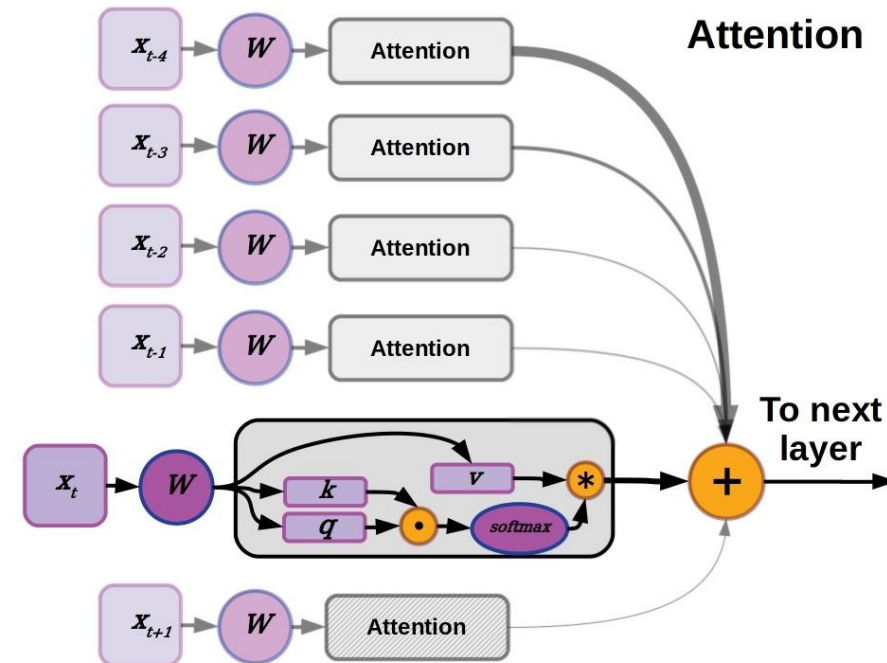 Attention
x_{t-4} W Attention
x_{t-3} W Attention
x_{t-2} W Attention
x_{t-1} W Attention
To next
layer
x_t W k q v softmax * · +
x_{t+1} W Attention